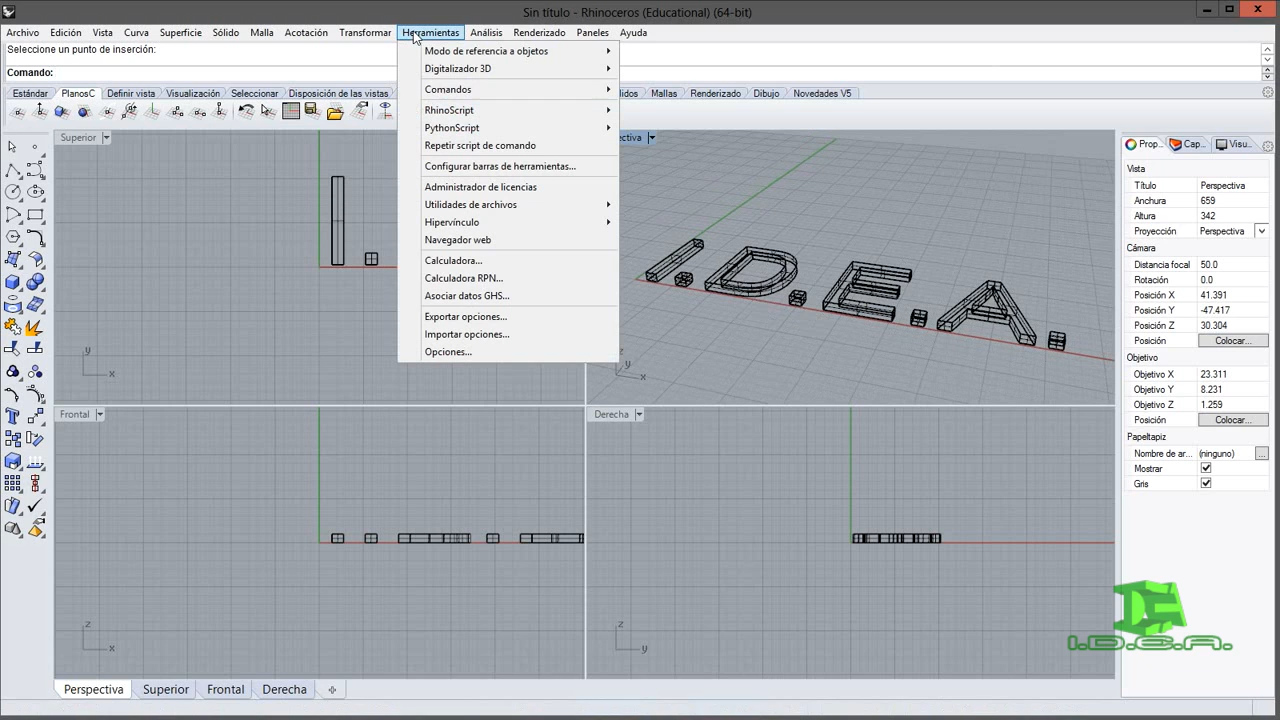 Sin título - Rhinoceros (Educational) (64-bit)
Archivo Edición Vista Curva Superficie Sólido Malla Acotación Transformar Herramientas Análisis Renderizado Paneles Ayuda
Seleccione un punto de inserción:
Comando:
Estándar PlanosC Definir vista Visualización Seleccionar Disposición de las vistas Mallas Renderizado Dibujo Novedades V5
Modo de referencia a objetos
Digitalizador 3D
Comandos
RhinoScript
PythonScript
Repetir script de comando
Configurar barras de herramientas...
Administrador de licencias
Utilidades de archivos
Hipervínculo
Navegador web
Calculadora...
Calculadora RPN...
Asociar datos GHS...
Exportar opciones...
Importar opciones...
Opciones...
Superior
y
x
I.D.E.A.
z
y
x
Frontal
z
x
Derecha
z
y
Prop... Cap... Visu...
Vista
Título Perspectiva
Anchura 659
Altura 342
Proyección Perspectiva
Cámara
Distancia focal 50.0
Rotación 0.0
Posición X 41.391
Posición Y -47.417
Posición Z 30.304
Posición Colocar...
Objetivo
Objetivo X 23.311
Objetivo Y 8.231
Objetivo Z 1.259
Posición Colocar...
Papeltapiz
Nombre de ar... (ninguno) ...
Mostrar
Gris
I.D.E.A.
Perspectiva Superior Frontal Derecha